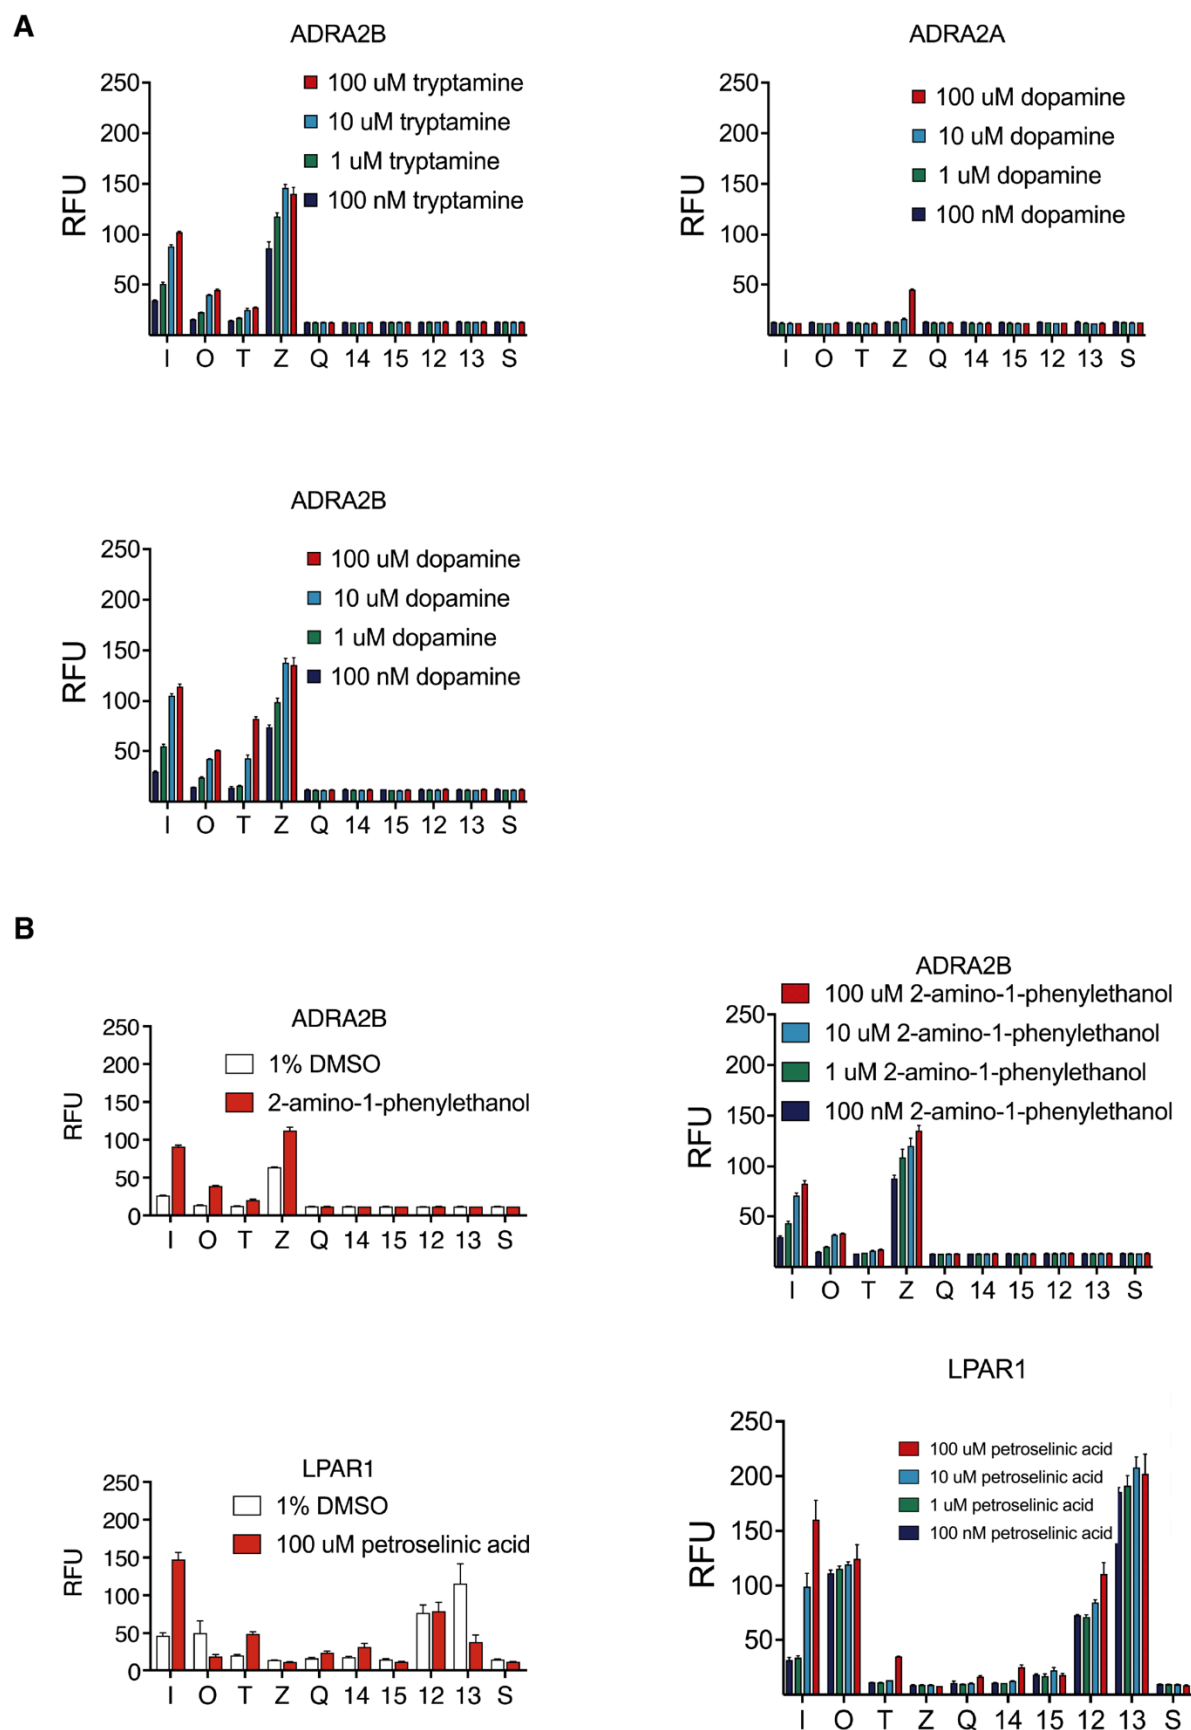 A
ADRA2B
100 uM tryptamine
10 uM tryptamine
1 uM tryptamine
100 nM tryptamine
RFU
250
200
150
100
50
I O T Z Q 14 15 12 13 S
ADRA2A
100 uM dopamine
10 uM dopamine
1 uM dopamine
100 nM dopamine
RFU
250
200
150
100
50
I O T Z Q 14 15 12 13 S
ADRA2B
100 uM dopamine
10 uM dopamine
1 uM dopamine
100 nM dopamine
RFU
250
200
150
100
50
I O T Z Q 14 15 12 13 S
B
ADRA2B
1% DMSO
2-amino-1-phenylethanol
RFU
250
200
150
100
50
0
I O T Z Q 14 15 12 13 S
ADRA2B
100 uM 2-amino-1-phenylethanol
10 uM 2-amino-1-phenylethanol
1 uM 2-amino-1-phenylethanol
100 nM 2-amino-1-phenylethanol
RFU
250
200
150
100
50
I O T Z Q 14 15 12 13 S
LPAR1
1% DMSO
100 uM petroselinic acid
RFU
250
200
150
100
50
0
I O T Z Q 14 15 12 13 S
LPAR1
100 uM petroselinic acid
10 uM petroselinic acid
1 uM petroselinic acid
100 nM petroselinic acid
RFU
250
200
150
100
50
I O T Z Q 14 15 12 13 S